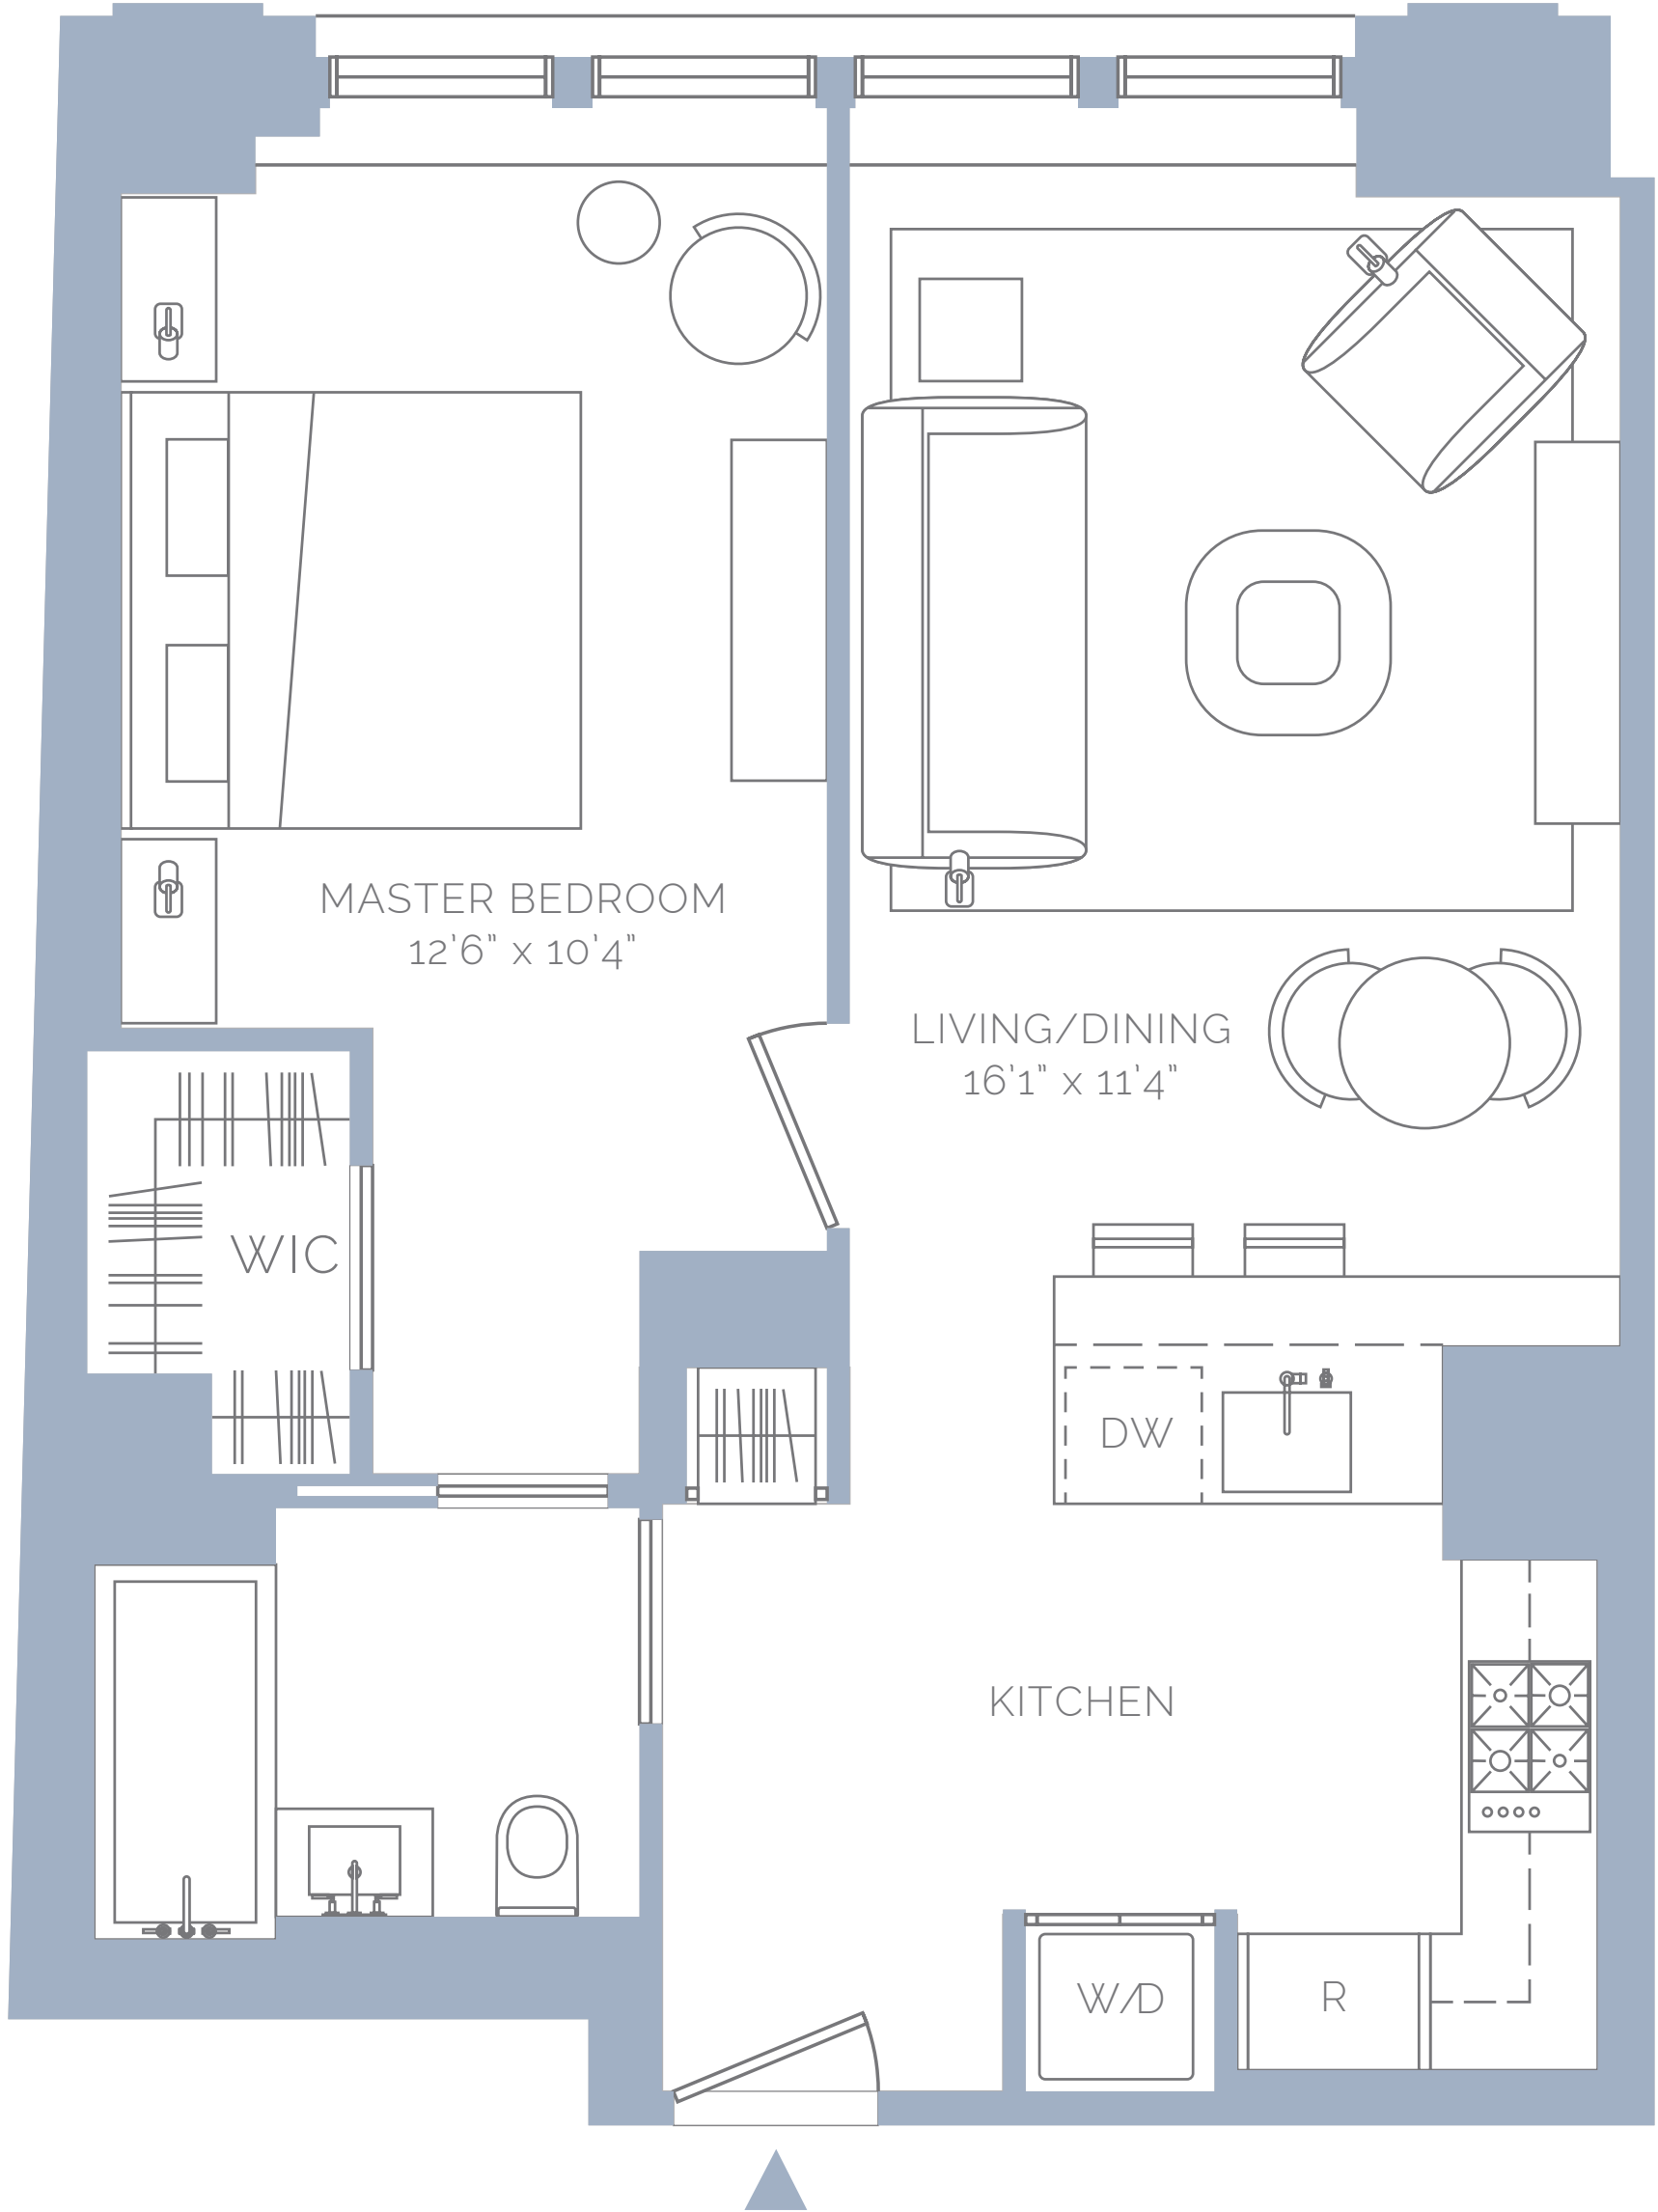 MASTER BEDROOM
12'6" x 10'4"
LIVING/DINING
16'1" x 11'4"
WIC
DW
KITCHEN
W/D
R